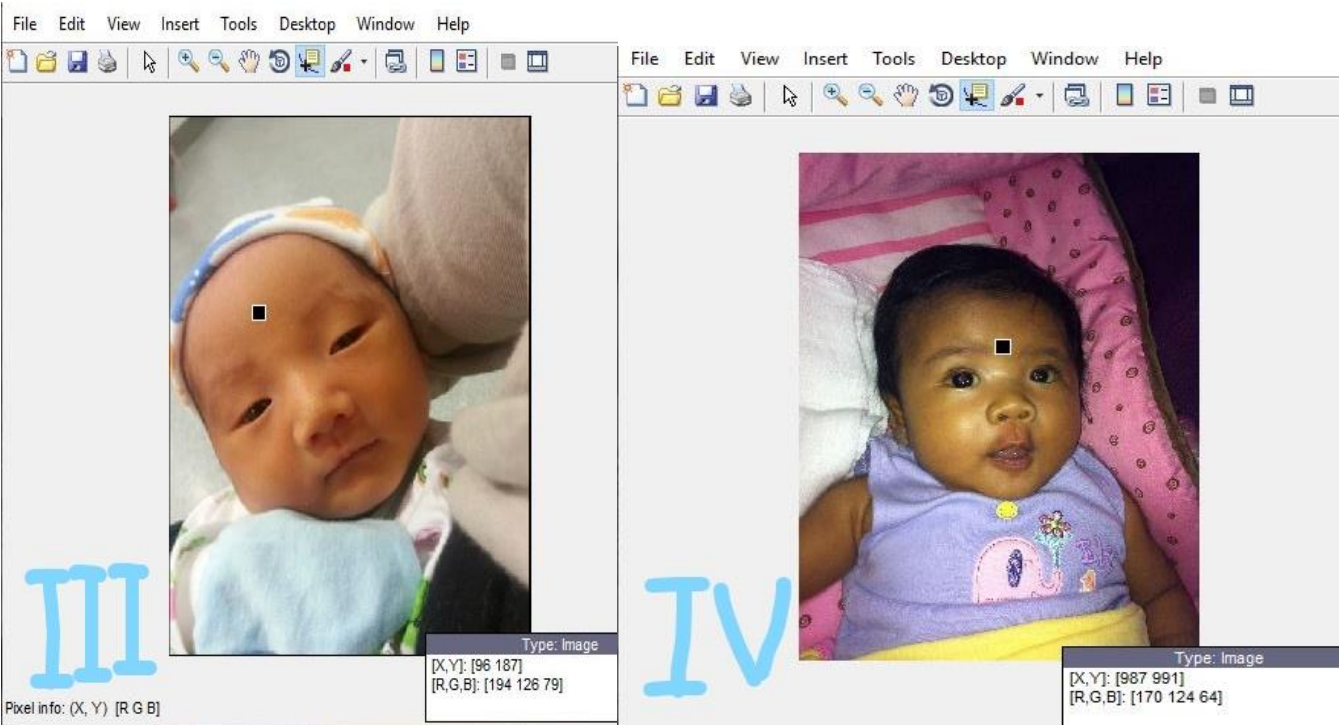 File Edit View Insert Tools Desktop Window Help
III
Type: Image
[X,Y]: [96 187]
[R,G,B]: [194 126 79]
Pixel info: (X, Y) [R G B]
File Edit View Insert Tools Desktop Window Help
IV
Type: Image
[X,Y]: [987 991]
[R,G,B]: [170 124 64]